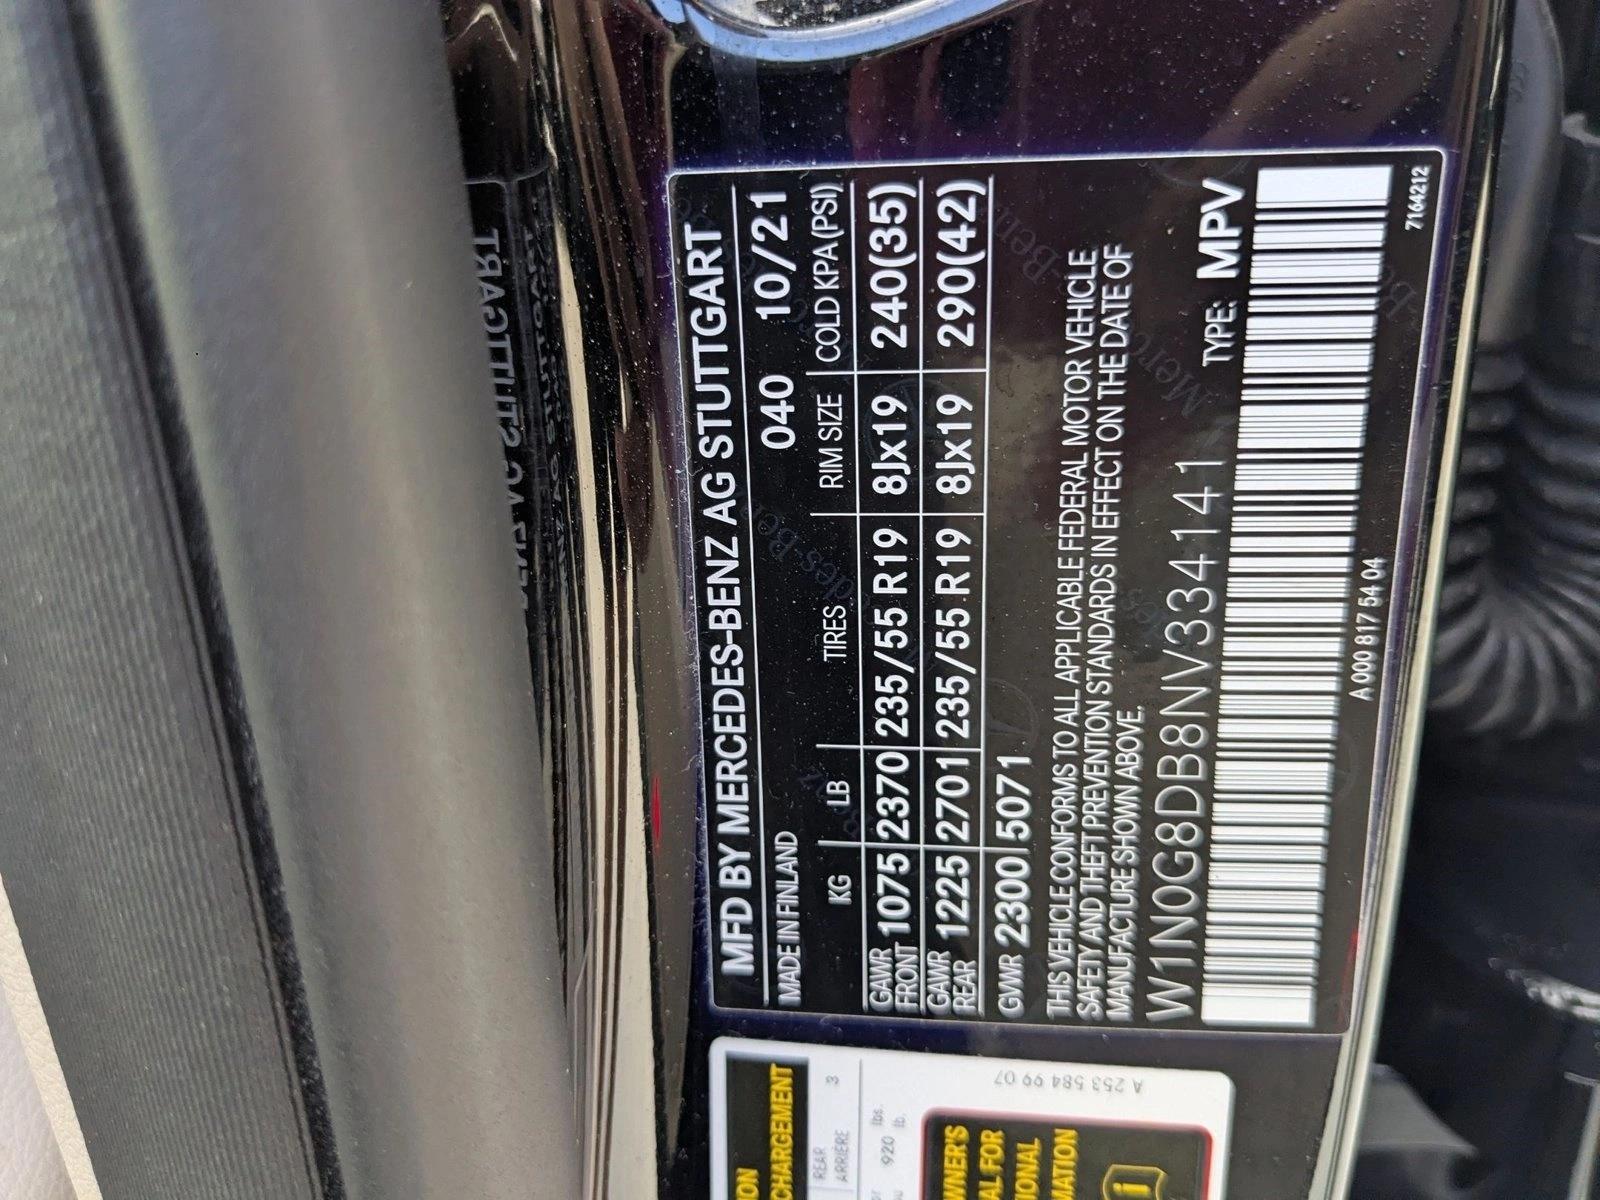 MFD BY MERCEDES-BENZ AG STUTTGART
MADE IN FINLAND 040 10/21
KG LB TIRES RIM SIZE COLD KPA(PSI)
GAWR FRONT 1075 2370 235/55 R19 8Jx19 240(35)
GAWR REAR 1225 2701 235/55 R19 8Jx19 290(42)
GVWR 2300 5071
THIS VEHICLE CONFORMS TO ALL APPLICABLE FEDERAL MOTOR VEHICLE
SAFETY AND THEFT PREVENTION STANDARDS IN EFFECT ON THE DATE OF
MANUFACTURE SHOWN ABOVE.
W1N0G8DB8NV334141 TYPE: MPV
A 000 817 54 04
7164212
CHARGEMENT
REAR 3
ARRIÈRE
920 lbs.
lb.
A 253 584 99 07